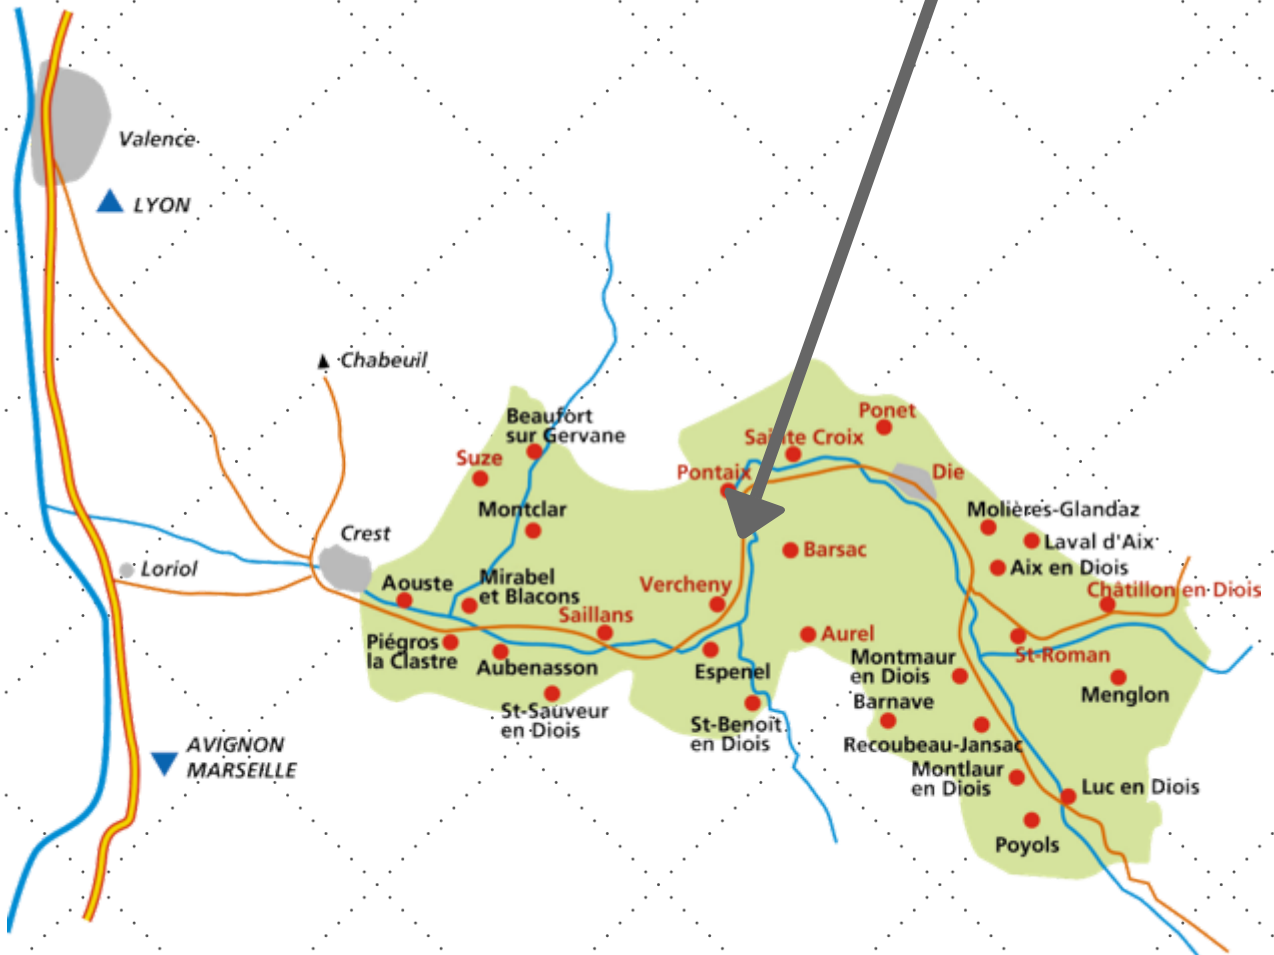 Valence
LYON
Chabeuil
Beaufort
sur Gervane
Ponet
Sainte Croix
Suze
Pontaix
Die
Montclar
Molières-Glandaz
Crest
Laval d'Aix
Barsac
Loriol
Aix en Diois
Aouste
Mirabel
et Blacons
Vercheny
Châtillon en Diois
Saillans
Aurel
Piégros
la Clastre
Aubenasson
Espenel
Montmaur
en Diois
St-Roman
Menglon
Barnave
St-Sauveur
en Diois
St-Benoît
en Diois
Recoubeau-Jansac
AVIGNON
MARSEILLE
Montlaur
en Diois
Luc en Diois
Poyols